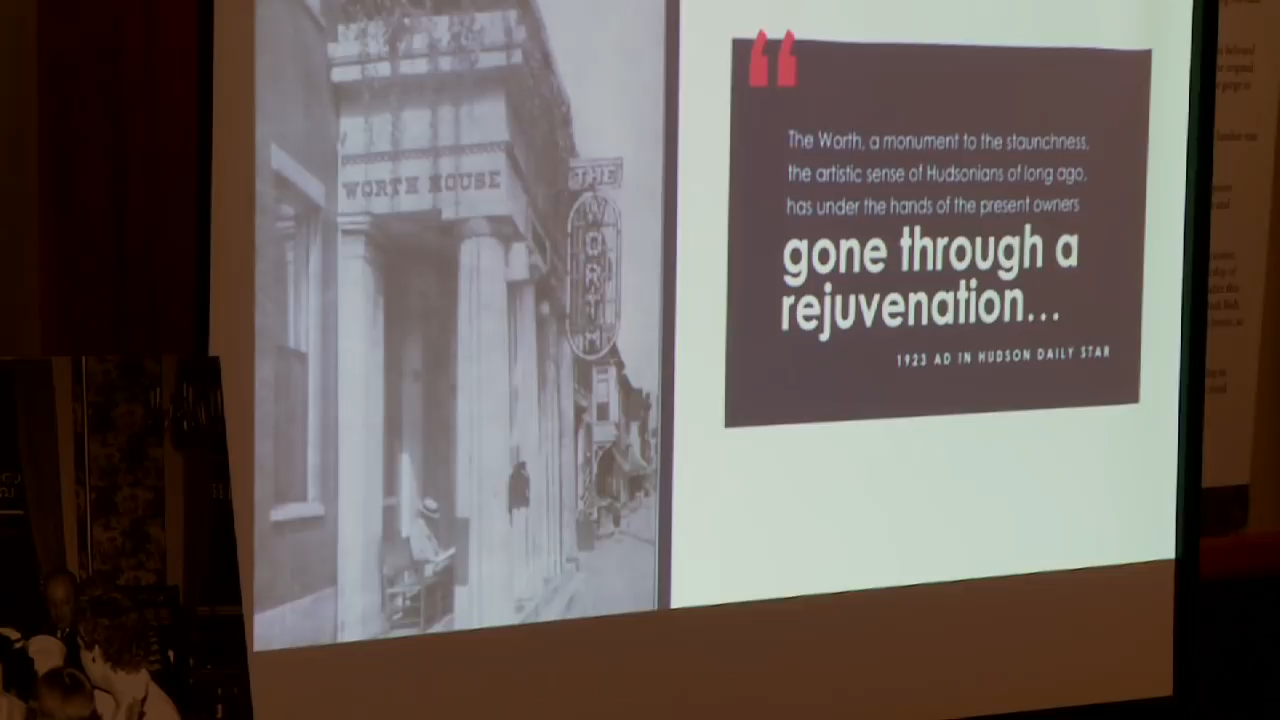 WORTH HOUSE
THE
WORTH
“
The Worth, a monument to the staunchness,
the artistic sense of Hudsonians of long ago,
has under the hands of the present owners
gone through a
rejuvenation...
1923 AD IN HUDSON DAILY STAR